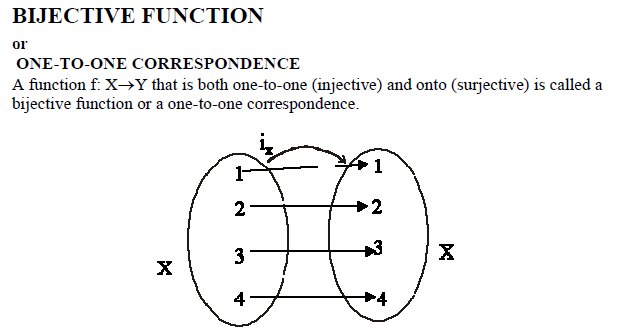 BIJECTIVE FUNCTION
or
ONE-TO-ONE CORRESPONDENCE
A function f: X→Y that is both one-to-one (injective) and onto (surjective) is called a
bijective function or a one-to-one correspondence.
iₓ
1 1
2 2
3 3
X X
4 4